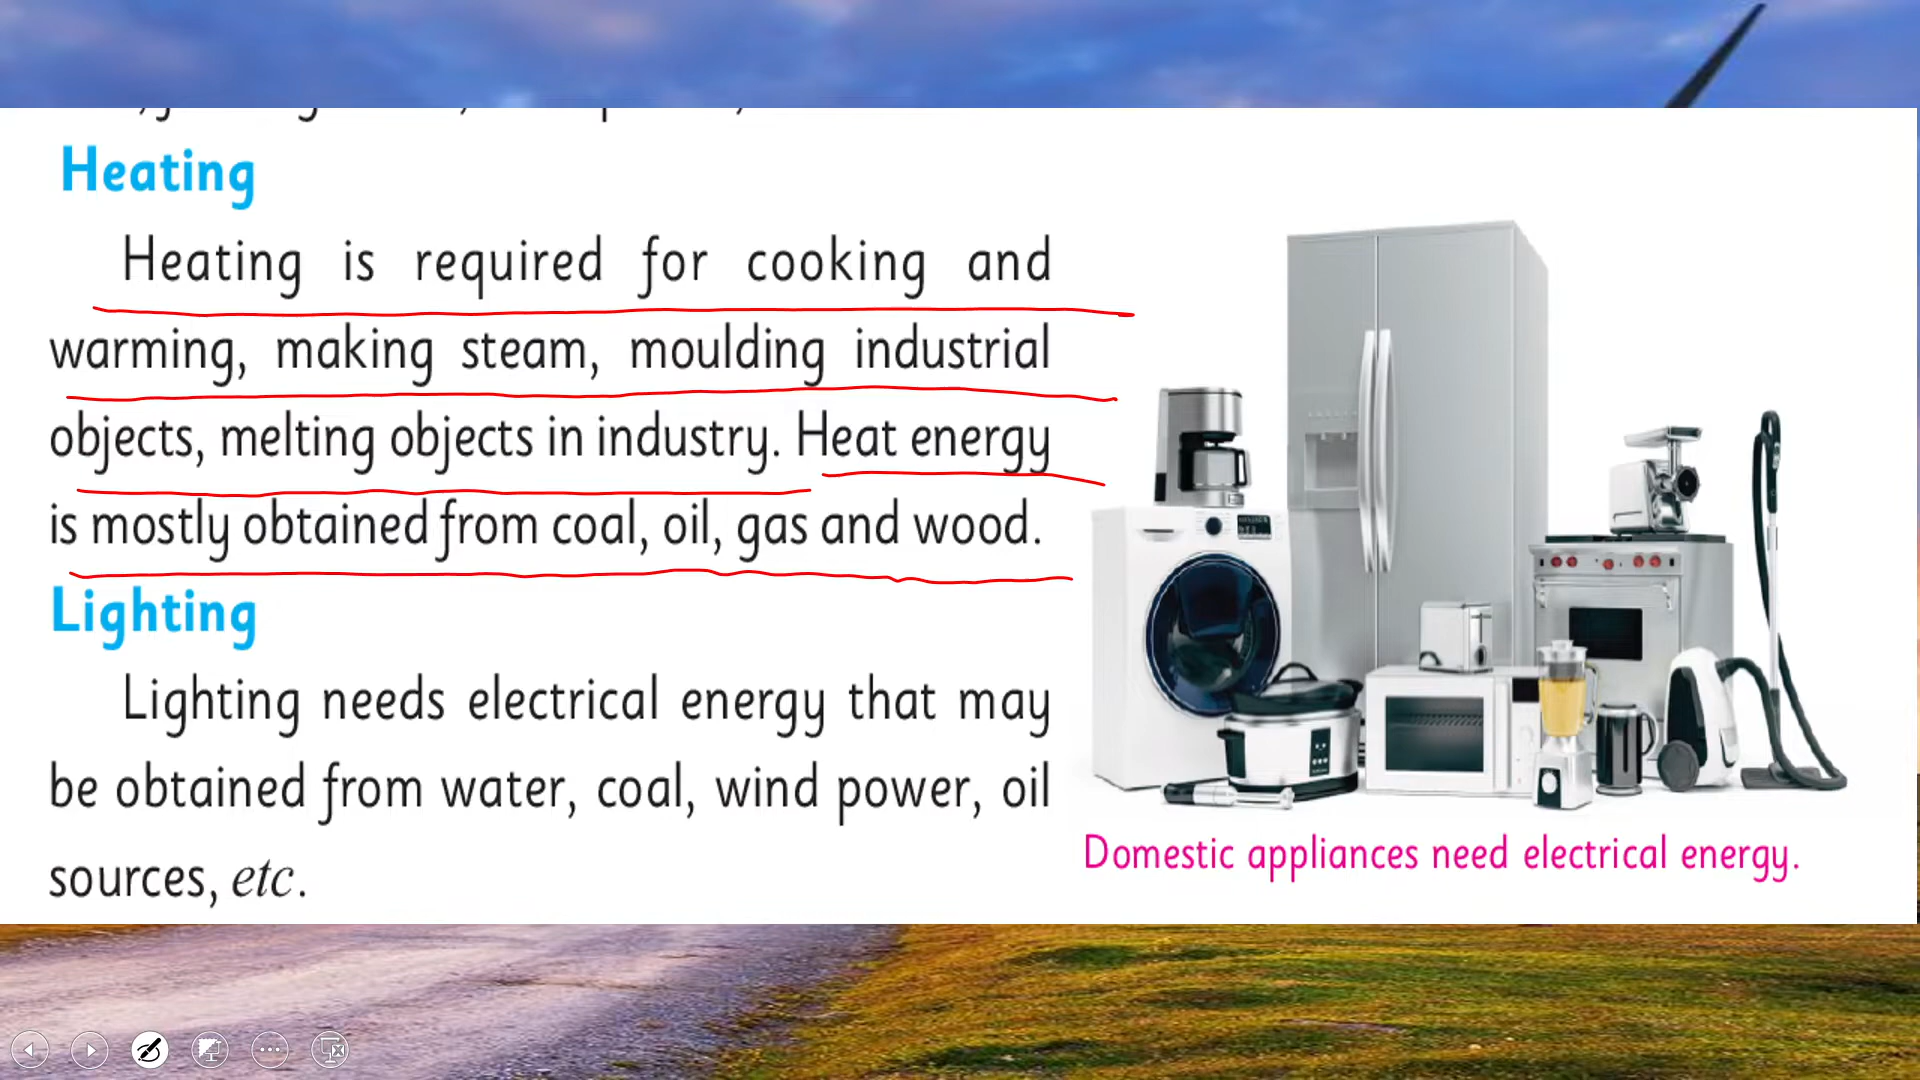 Heating
Heating is required for cooking and
warming, making steam, moulding industrial
objects, melting objects in industry. Heat energy
is mostly obtained from coal, oil, gas and wood.
Lighting
Lighting needs electrical energy that may
be obtained from water, coal, wind power, oil
sources, etc.
Domestic appliances need electrical energy.